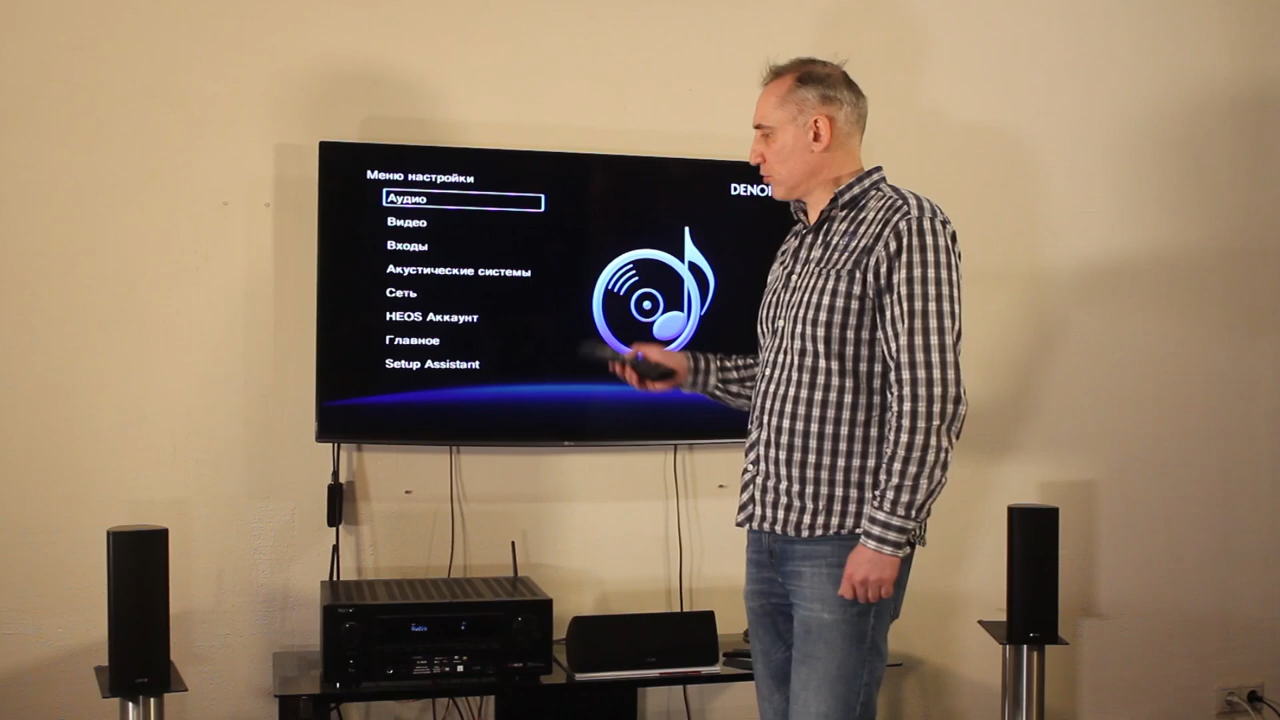 Меню настройки
DENO
Аудио
Видео
Входы
Акустические системы
Сеть
HEOS Аккаунт
Главное
Setup Assistant